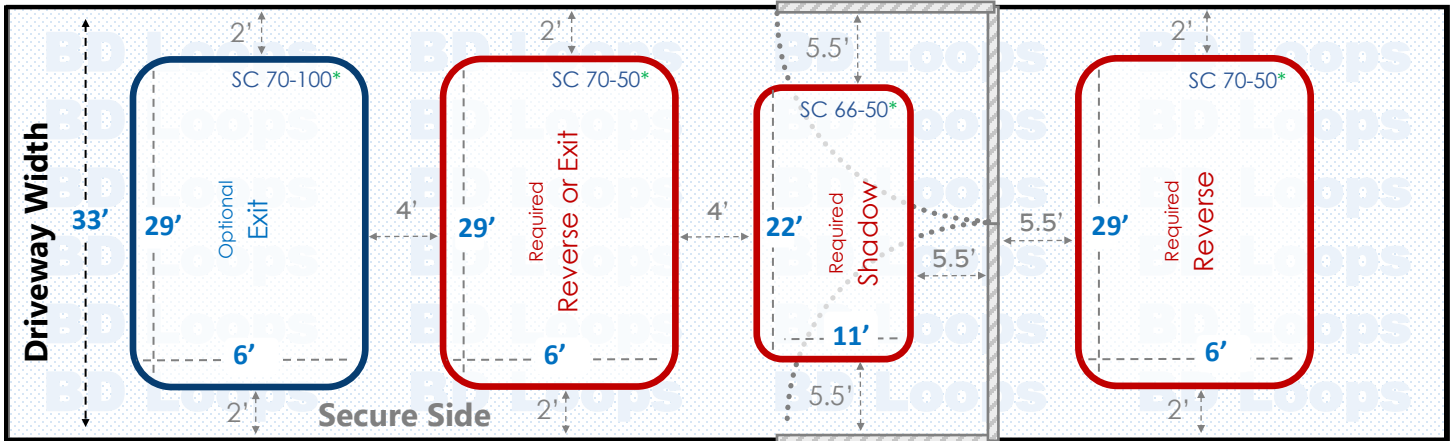 Driveway Width
33’
2’
SC 70-100*
29’
Optional
Exit
6’
2’
4’
Secure Side
2’
SC 70-50*
29’
Required
Reverse or Exit
6’
2’
4’
5.5’
SC 66-50*
22’
Required
Shadow
11’
5.5’
5.5’
5.5’
2’
SC 70-50*
29’
Required
Reverse
6’
2’
BD Loops